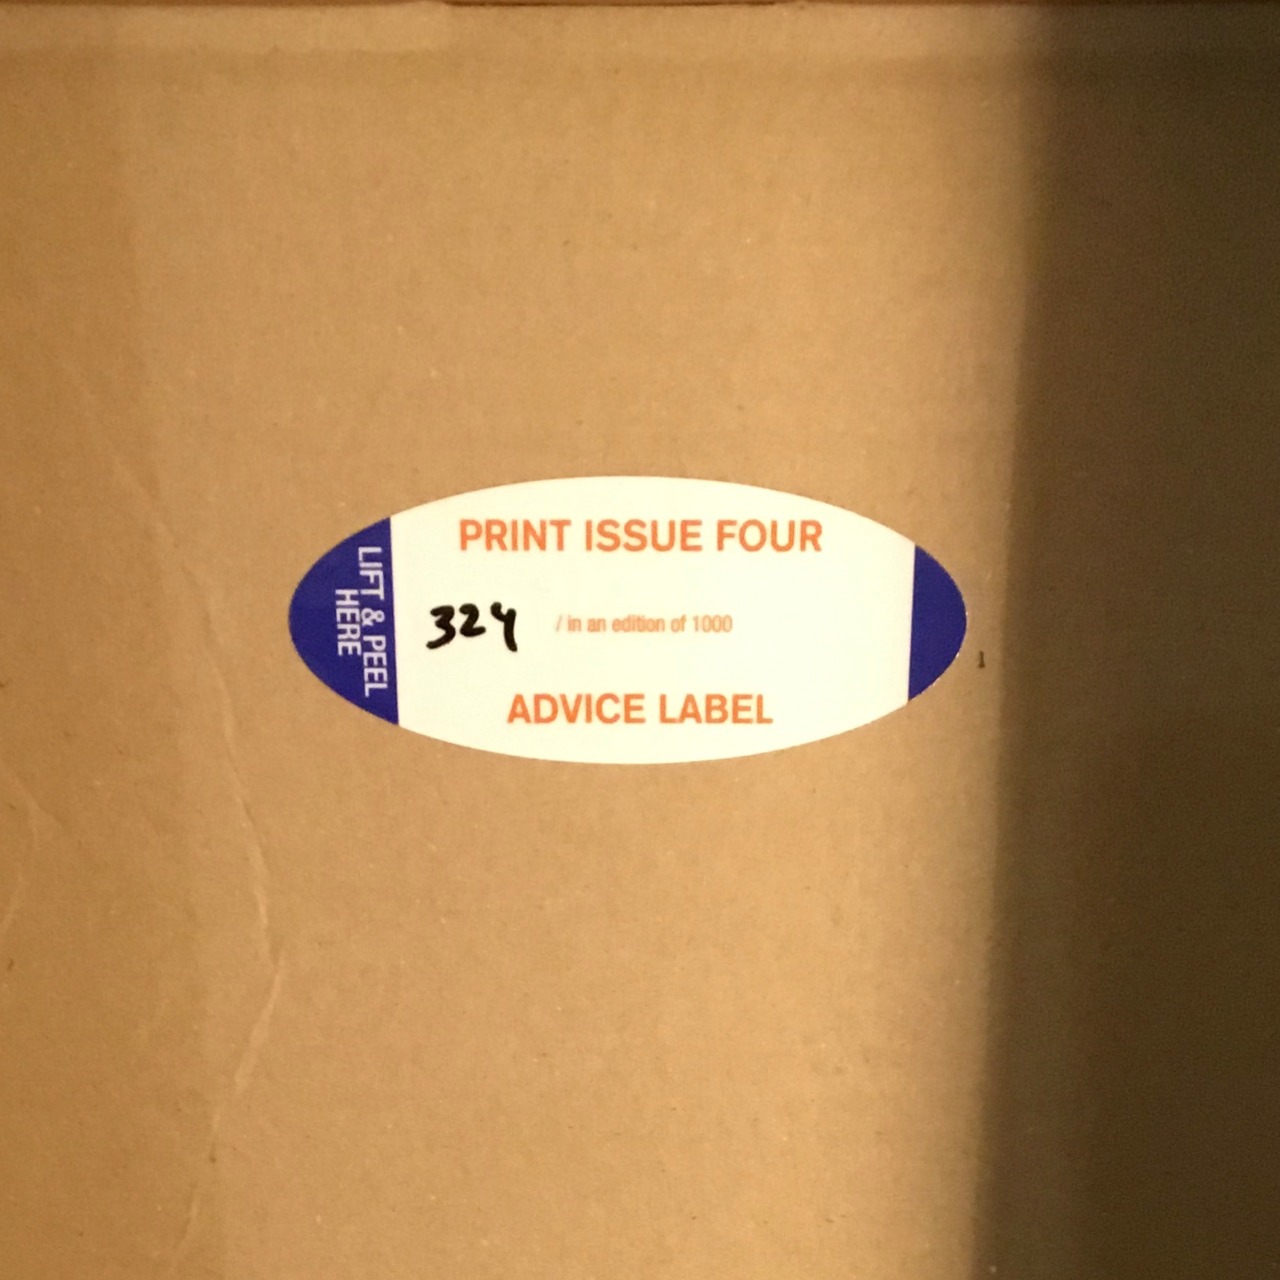 PRINT ISSUE FOUR
324 / in an edition of 1000
ADVICE LABEL
LIFT & PEEL
HERE